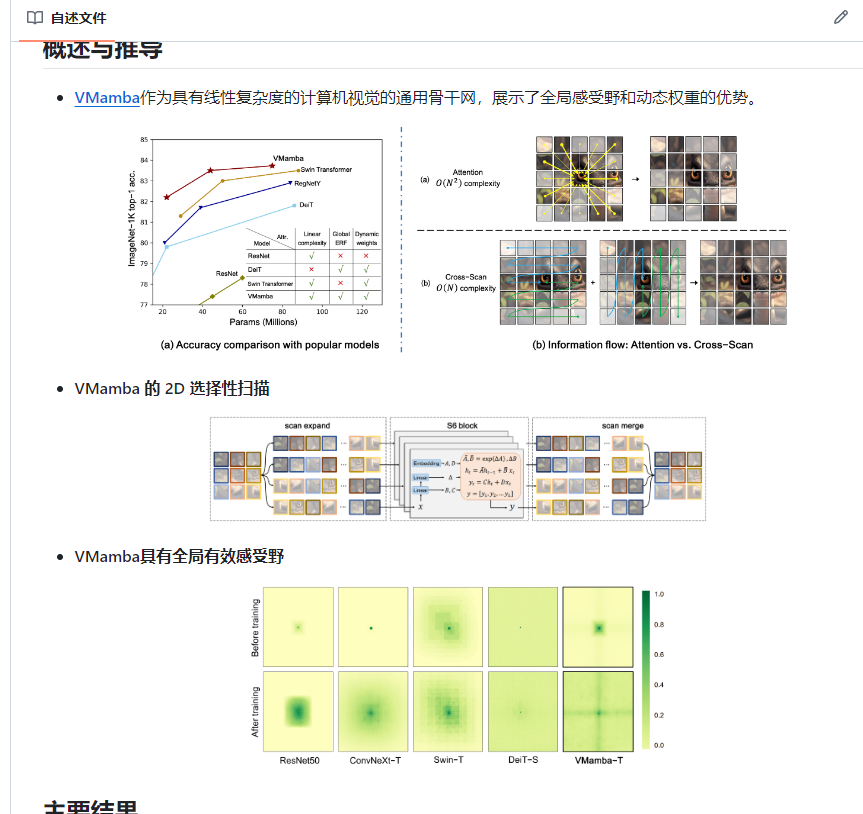 自述文件
概述与推导
VMamba作为具有线性复杂度的计算机视觉的通用骨干网，展示了全局感受野和动态权重的优势。
85
84
83
82
81
80
79
78
77
ImageNet-1K top-1 acc.
20
40
60
80
100
120
Params (Millions)
VMamba
Swin Transformer
RegNetY
DeiT
ResNet
Attr.
Model
Linear complexity
Global ERF
Dynamic weights
ResNet √ × ×
DeiT × √ √
Swin Transformer √ × √
VMamba √ √ √
(a) Accuracy comparison with popular models
(a) Attention
O(N²) complexity
(b) Cross-Scan
O(N) complexity
+
(b) Information flow: Attention vs. Cross-Scan
VMamba 的 2D 选择性扫描
scan expand
S6 block
scan merge
Embedding
A, D
Linear
Δ
Linear
B, C
x
y
h̄ₜ = Āhₜ₋₁ + B̄ xₜ
yₜ = Chₜ + Dxₜ
VMamba具有全局有效感受野
Before training
After training
1.0
0.8
0.6
0.4
0.2
0.0
ResNet50
ConvNeXt-T
Swin-T
DeiT-S
VMamba-T
主要结果